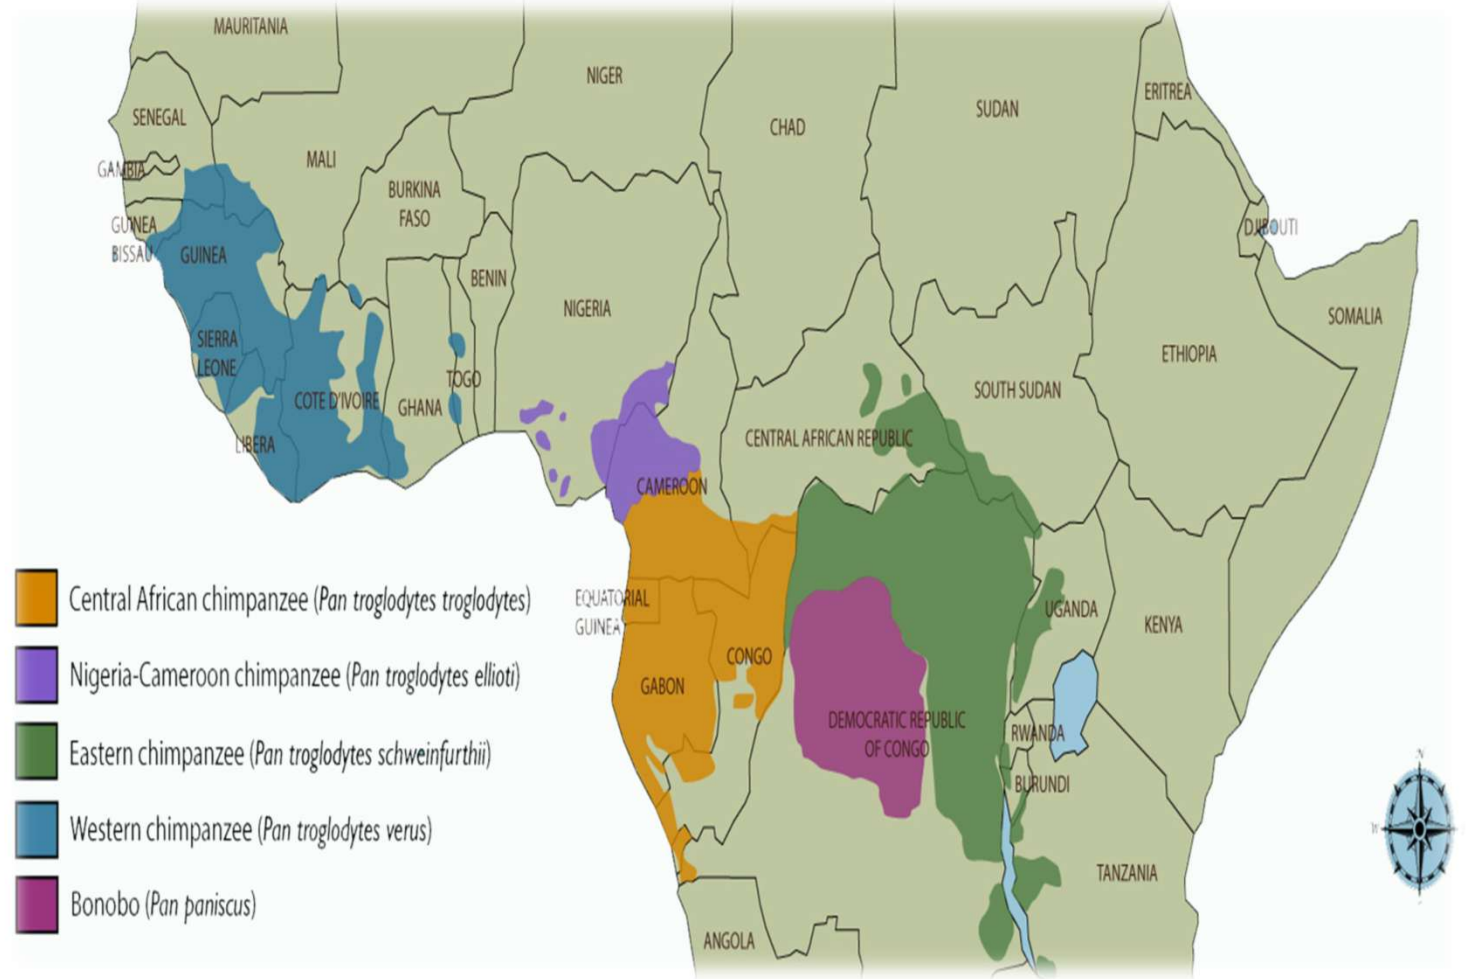 MAURITANIA
NIGER
ERITREA
SUDAN
SENEGAL
CHAD
MALI
GAMBIA
BURKINA
FASO
GUINEA
BISSAU
DJIBOUTI
GUINEA
BENIN
NIGERIA
SOMALIA
SIERRA
LEONE
ETHIOPIA
TOGO
SOUTH SUDAN
COTE D'IVOIRE
GHANA
LIBERA
CENTRAL AFRICAN REPUBLIC
CAMEROON
EQUATORIAL
GUINEA
UGANDA
KENYA
CONGO
GABON
DEMOCRATIC REPUBLIC
OF CONGO
RWANDA
BURUNDI
TANZANIA
ANGOLA
Central African chimpanzee (Pan troglodytes troglodytes)
Nigeria-Cameroon chimpanzee (Pan troglodytes ellioti)
Eastern chimpanzee (Pan troglodytes schweinfurthii)
Western chimpanzee (Pan troglodytes verus)
Bonobo (Pan paniscus)
N
W